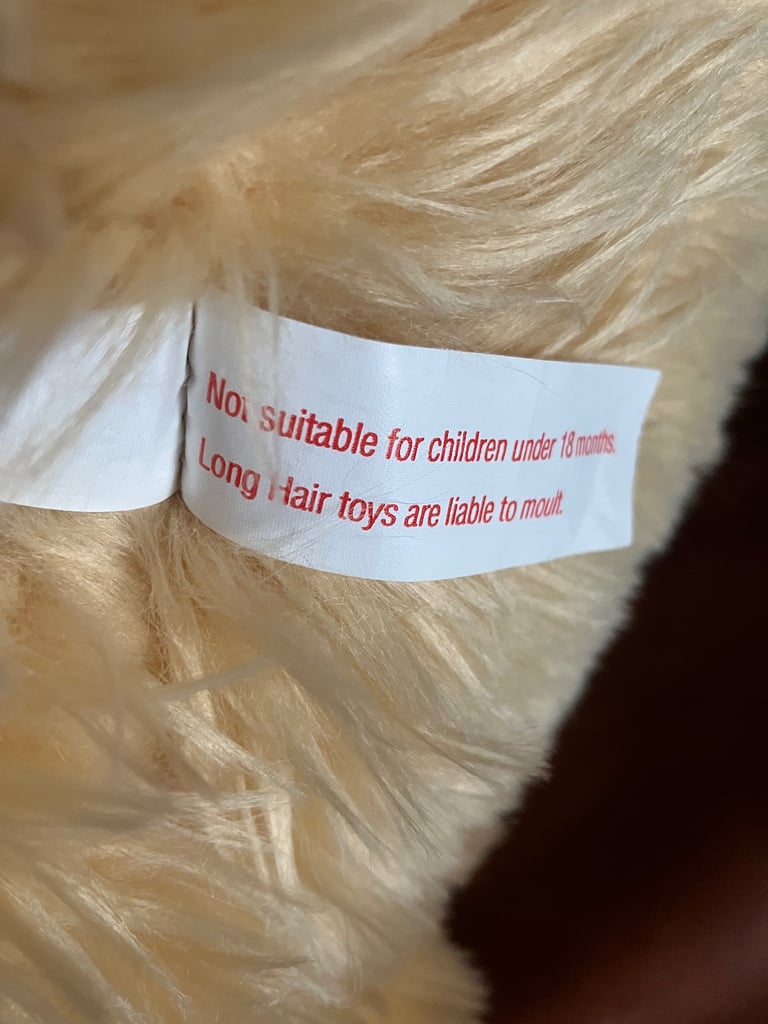 Not suitable for children under 18 months.
Long Hair toys are liable to moult.